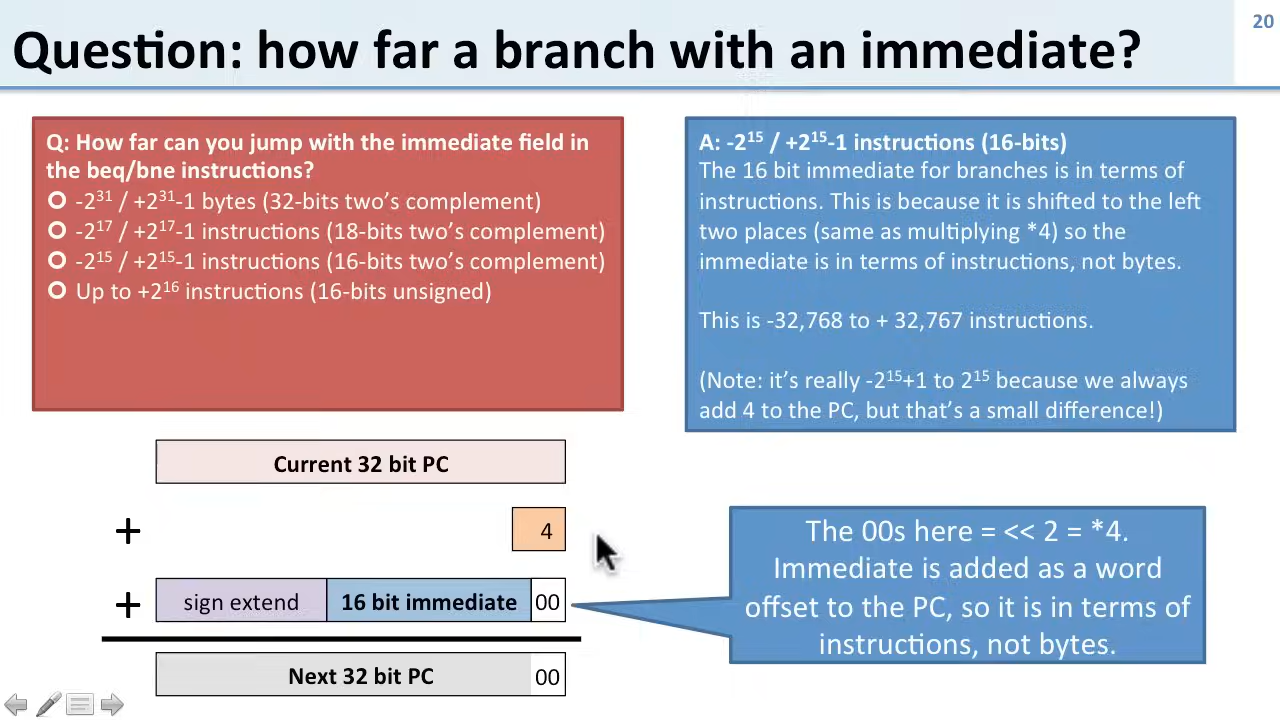 20
Question: how far a branch with an immediate?
Q: How far can you jump with the immediate field in
the beq/bne instructions?
-2³¹ / +2³¹-1 bytes (32-bits two's complement)
-2¹⁷ / +2¹⁷-1 instructions (18-bits two's complement)
-2¹⁵ / +2¹⁵-1 instructions (16-bits two's complement)
Up to +2¹⁶ instructions (16-bits unsigned)
A: -2¹⁵ / +2¹⁵-1 instructions (16-bits)
The 16 bit immediate for branches is in terms of
instructions. This is because it is shifted to the left
two places (same as multiplying *4) so the
immediate is in terms of instructions, not bytes.
This is -32,768 to + 32,767 instructions.
(Note: it's really -2¹⁵+1 to 2¹⁵ because we always
add 4 to the PC, but that's a small difference!)
Current 32 bit PC
+ 4
+ sign extend 16 bit immediate 00
Next 32 bit PC 00
The 00s here = << 2 = *4.
Immediate is added as a word
offset to the PC, so it is in terms of
instructions, not bytes.